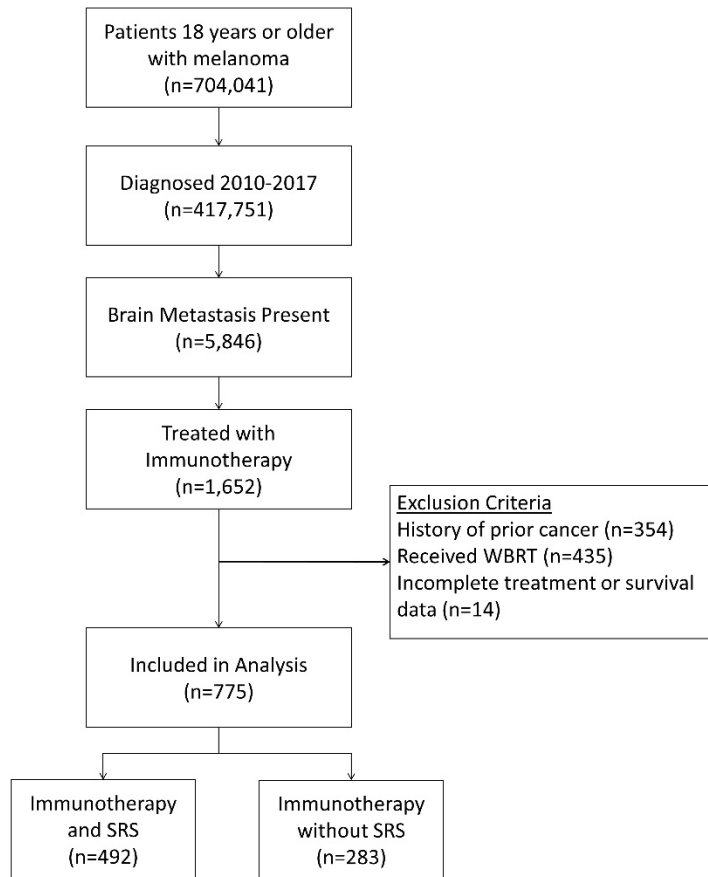 Patients 18 years or older
with melanoma
(n=704,041)
Diagnosed 2010-2017
(n=417,751)
Brain Metastasis Present
(n=5,846)
Treated with
Immunotherapy
(n=1,652)
Exclusion Criteria
History of prior cancer (n=354)
Received WBRT (n=435)
Incomplete treatment or survival
data (n=14)
Included in Analysis
(n=775)
Immunotherapy
and SRS
(n=492)
Immunotherapy
without SRS
(n=283)